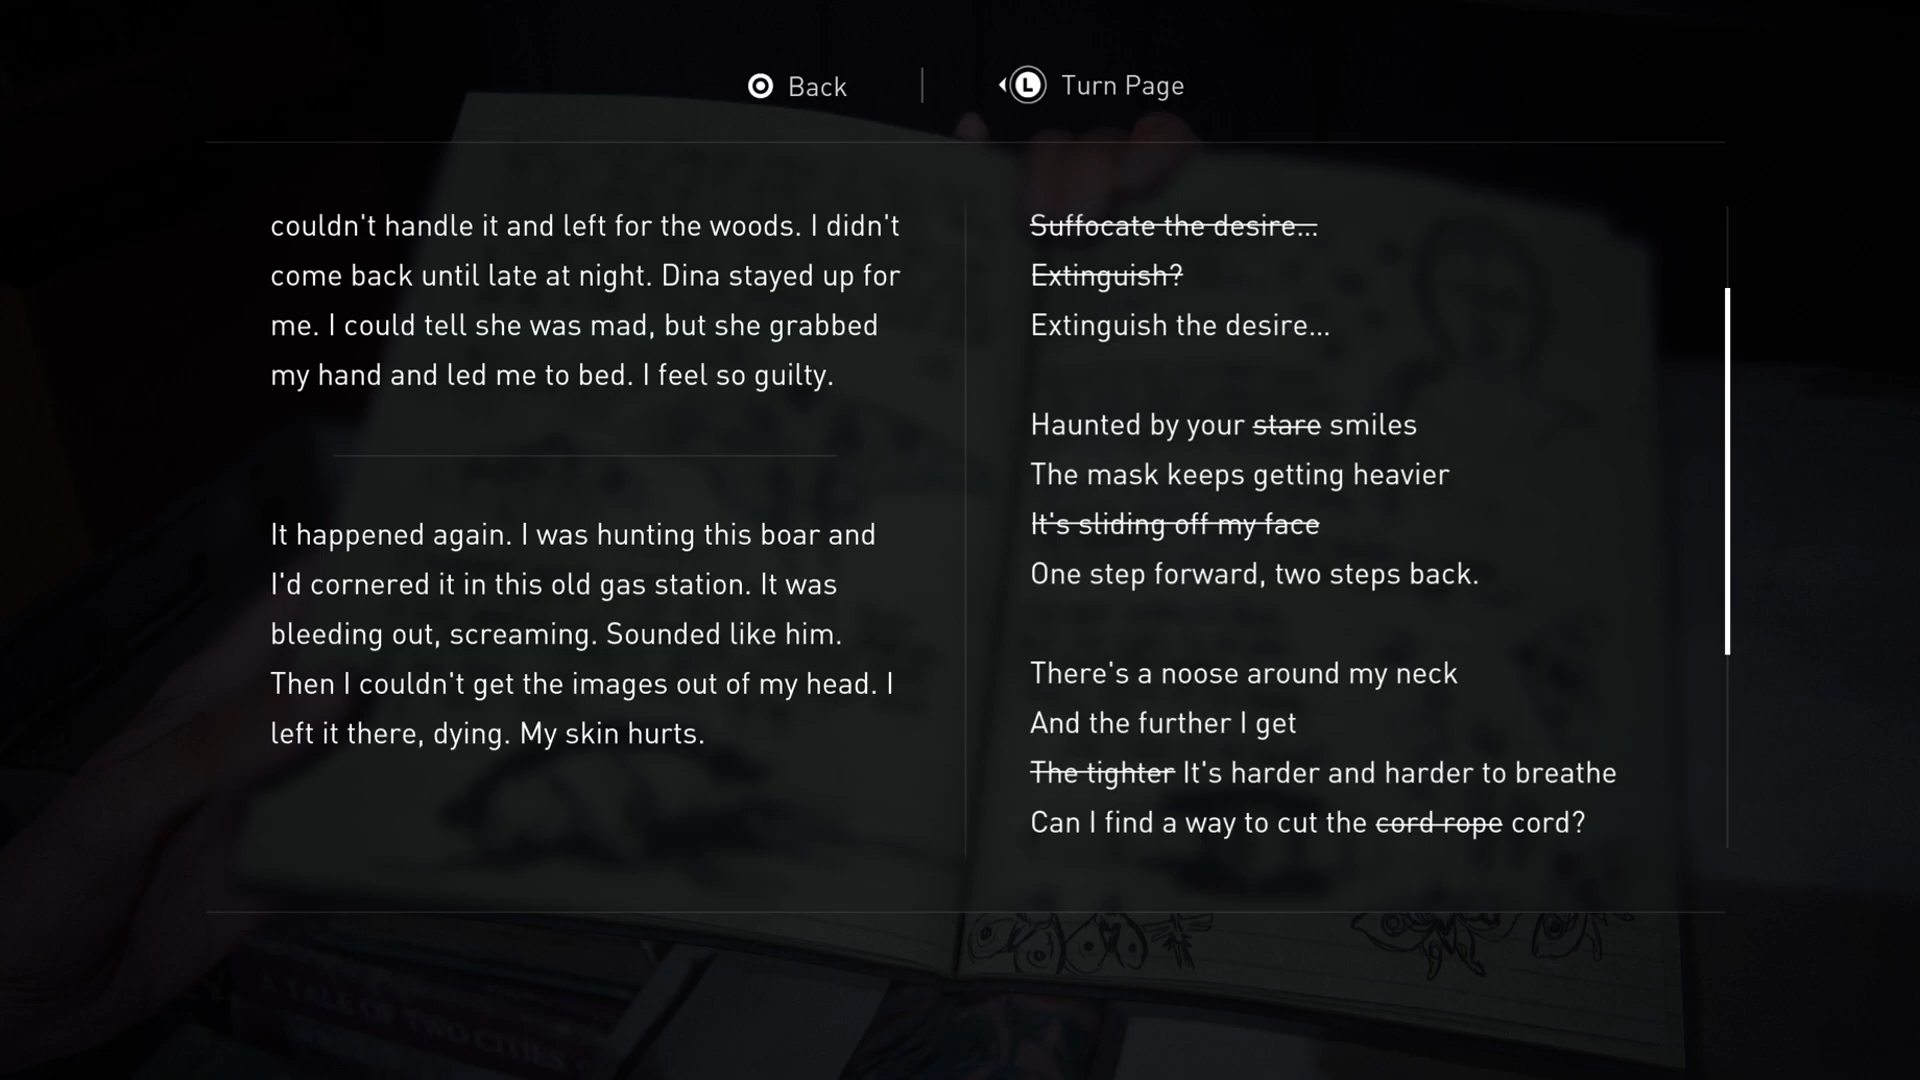 Back
L Turn Page
couldn't handle it and left for the woods. I didn't
come back until late at night. Dina stayed up for
me. I could tell she was mad, but she grabbed
my hand and led me to bed. I feel so guilty.
It happened again. I was hunting this boar and
I'd cornered it in this old gas station. It was
bleeding out, screaming. Sounded like him.
Then I couldn't get the images out of my head. I
left it there, dying. My skin hurts.
Suffocate the desire...
Extinguish?
Extinguish the desire...
Haunted by your stare smiles
The mask keeps getting heavier
It's sliding off my face
One step forward, two steps back.
There's a noose around my neck
And the further I get
The tighter It's harder and harder to breathe
Can I find a way to cut the cord rope cord?
A TALE OF TWO CITIES